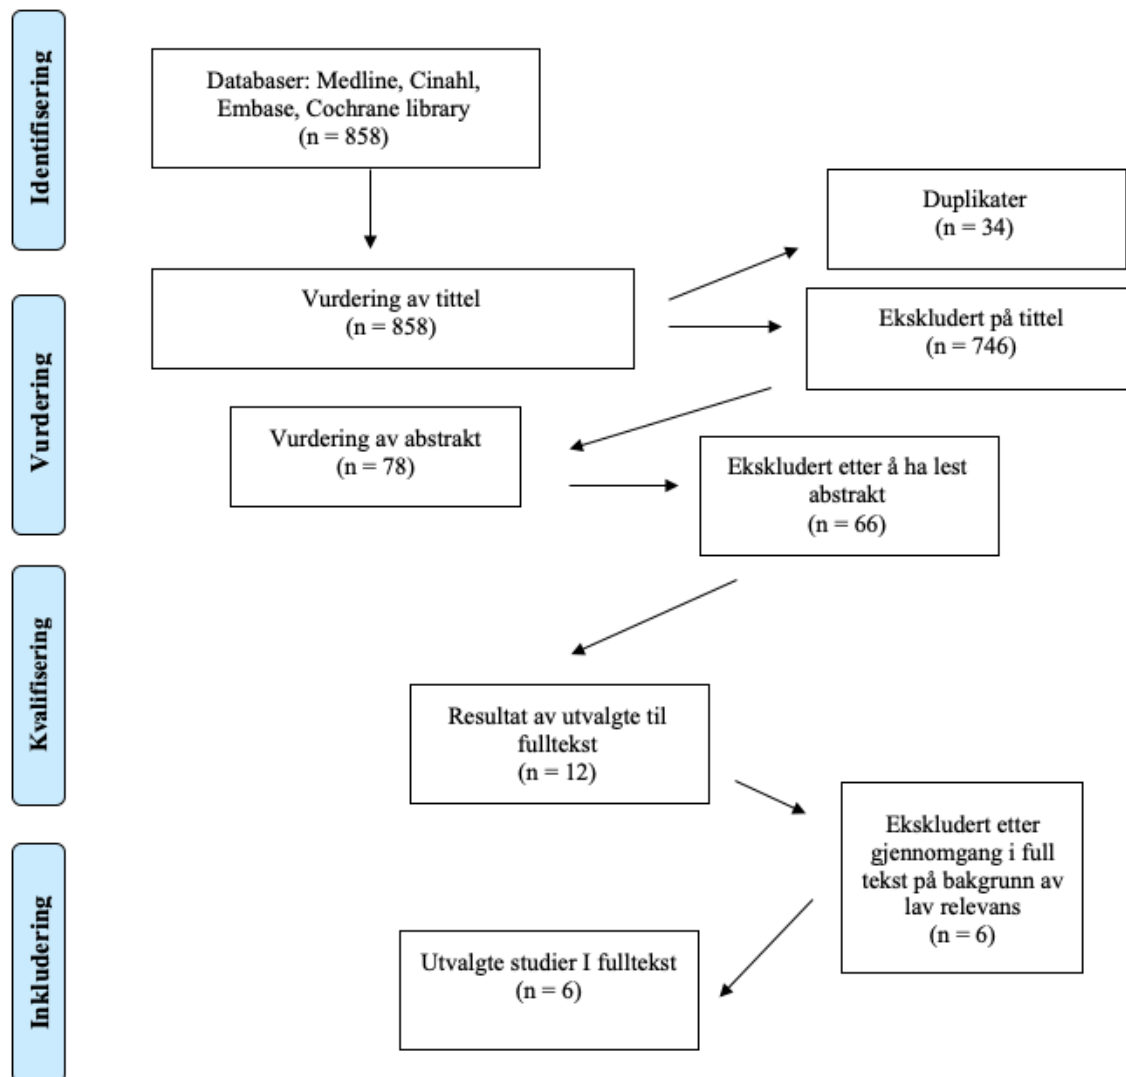 Identifisering
Databaser: Medline, Cinahl,
Embase, Cochrane library
(n = 858)
Duplikater
(n = 34)
Vurdering
Vurdering av tittel
(n = 858)
Ekskludert på tittel
(n = 746)
Vurdering av abstrakt
(n = 78)
Ekskludert etter å ha lest
abstrakt
(n = 66)
Kvalifisering
Resultat av utvalgte til
fulltekst
(n = 12)
Ekskludert etter
gjennomgang i full
tekst på bakgrunn av
lav relevans
(n = 6)
Inkludering
Utvalgte studier I fulltekst
(n = 6)